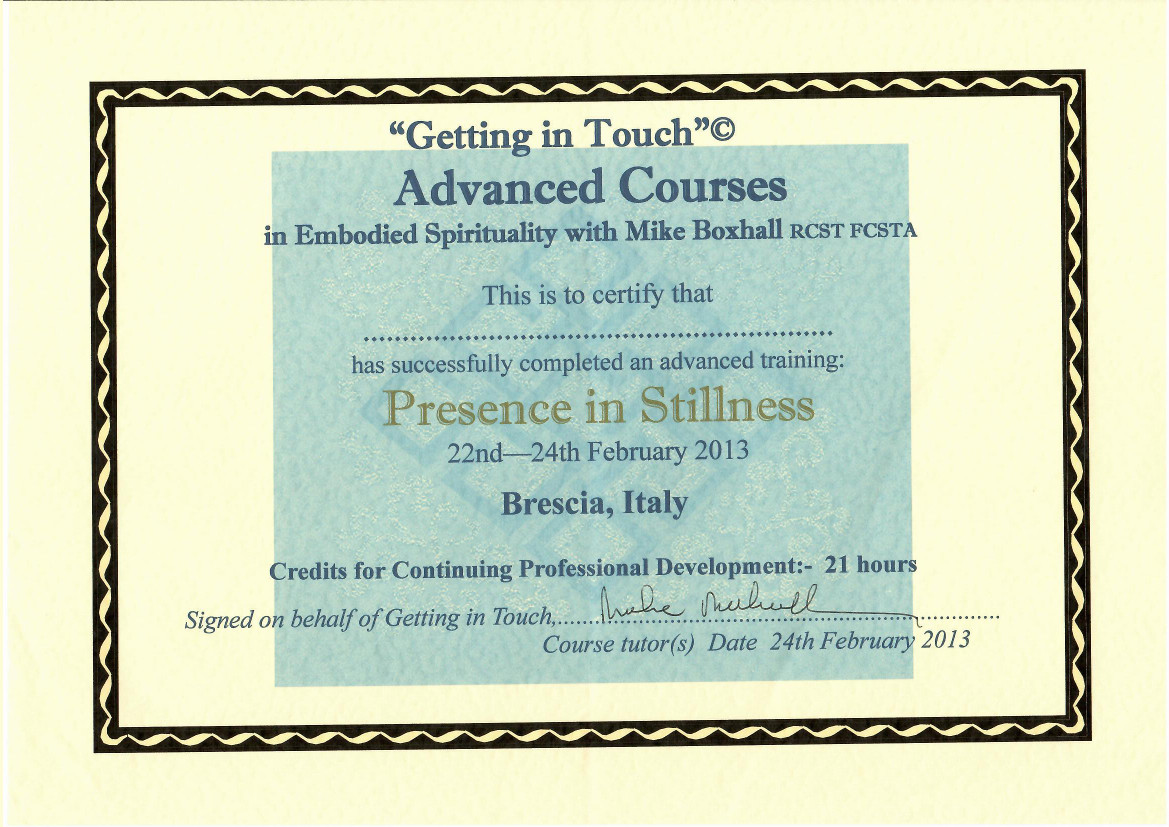 “Getting in Touch”©
Advanced Courses
in Embodied Spirituality with Mike Boxhall RCST FCSTA
This is to certify that
has successfully completed an advanced training:
Presence in Stillness
22nd—24th February 2013
Brescia, Italy
Credits for Continuing Professional Development:- 21 hours
Signed on behalf of Getting in Touch, Mike Boxhall
Course tutor(s) Date 24th February 2013